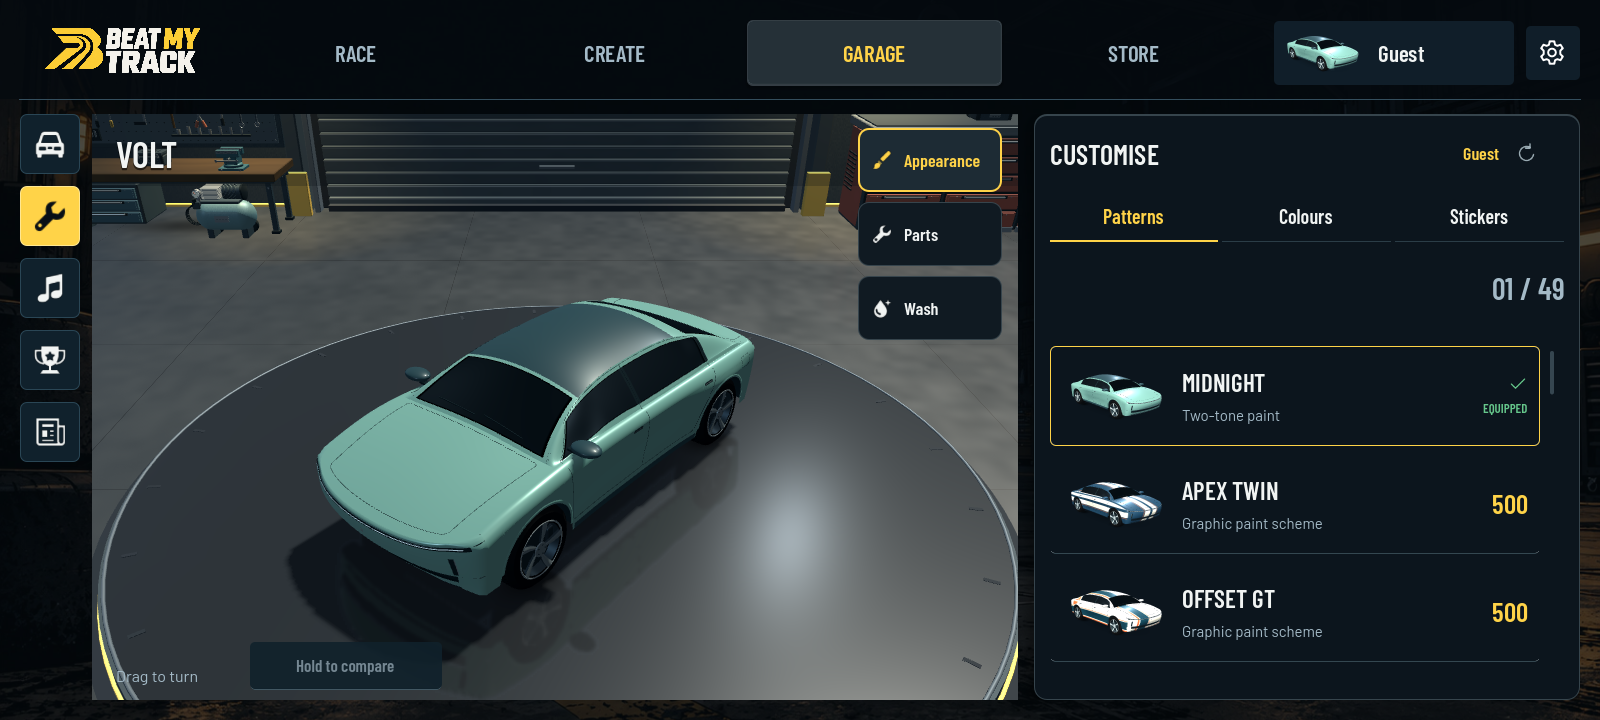 BEAT MY
TRACK
RACE
CREATE
GARAGE
STORE
Guest
VOLT
Appearance
Parts
Wash
Drag to turn
Hold to compare
CUSTOMISE
Guest
Patterns
Colours
Stickers
01 / 49
MIDNIGHT
Two-tone paint
EQUIPPED
APEX TWIN
Graphic paint scheme
500
OFFSET GT
Graphic paint scheme
500